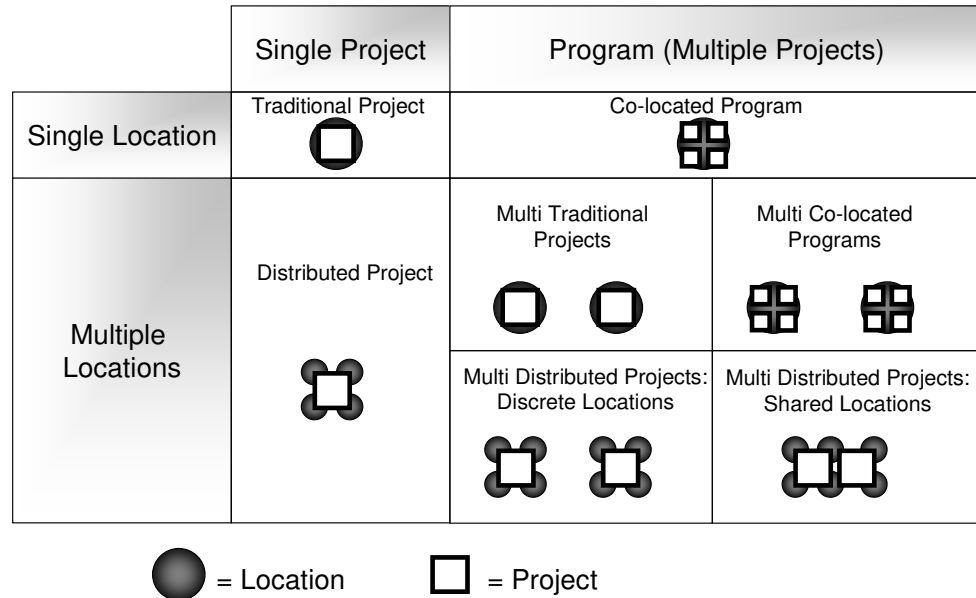 Single Project
Program (Multiple Projects)
Single Location
Traditional Project
Co-located Program
Multiple
Locations
Distributed Project
Multi Traditional
Projects
Multi Co-located
Programs
Multi Distributed Projects:
Discrete Locations
Multi Distributed Projects:
Shared Locations
= Location
= Project